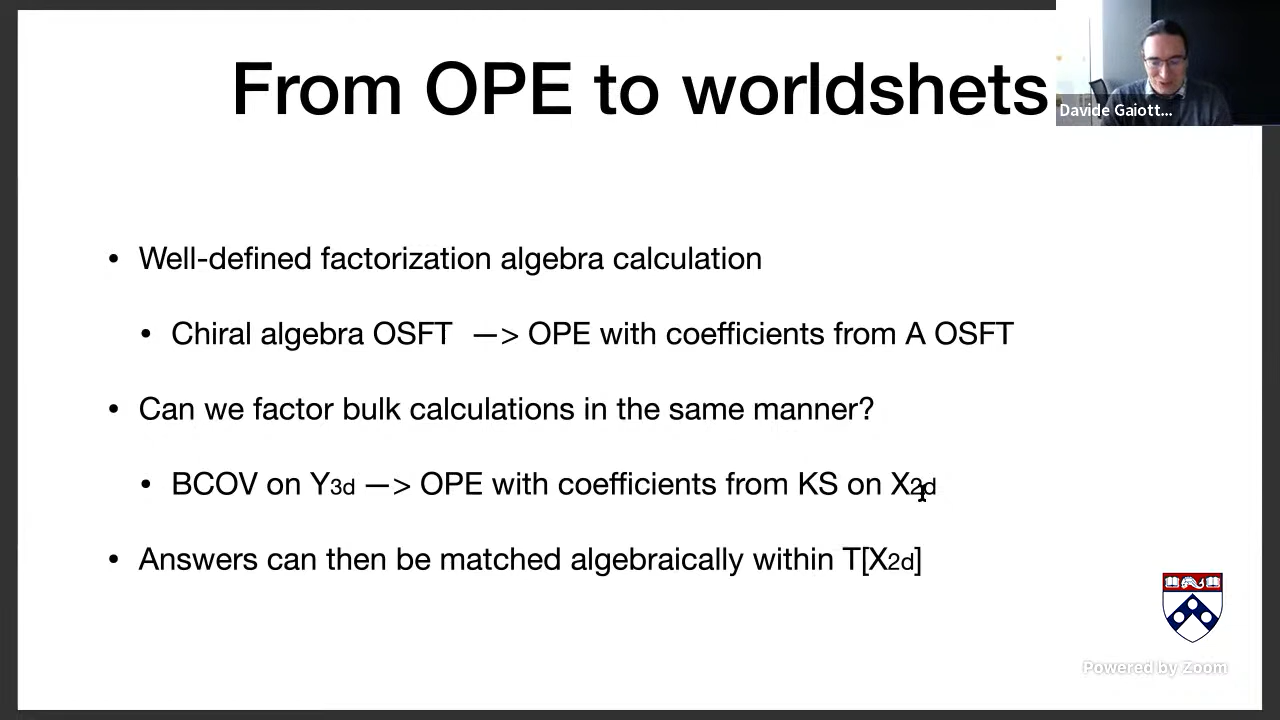 From OPE to worldshets
Davide Gaiott...
• Well-defined factorization algebra calculation
• Chiral algebra OSFT —> OPE with coefficients from A OSFT
• Can we factor bulk calculations in the same manner?
• BCOV on Y3d —> OPE with coefficients from KS on X2d
• Answers can then be matched algebraically within T[X2d]
Powered by Zoom